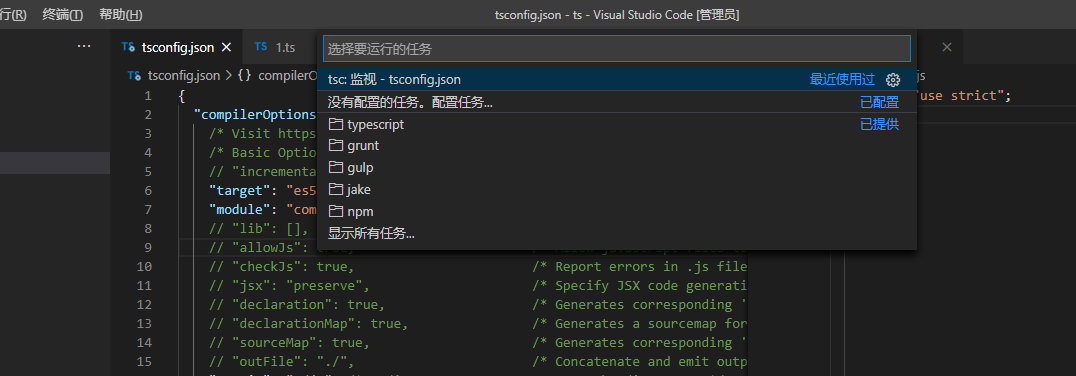 行(R) 终端(T) 帮助(H) tsconfig.json - ts - Visual Studio Code [管理员]
··· TS tsconfig.json × TS 1.ts ×
选择要运行的任务
TS tsconfig.json > {} compilerO js
tsc: 监视 - tsconfig.json 最近使用过
没有配置的任务。配置任务... 已配置
typescript 已提供
grunt
gulp
jake
npm
显示所有任务...
1 {
2 "compilerOptions
3 /* Visit https
4 /* Basic Optio
5 // "incrementa
6 "target": "es5
7 "module": "com
8 // "lib": [],
9 // "allowJs":
10 // "checkJs": true, /* Report errors in .js file
11 // "jsx": "preserve", /* Specify JSX code generati
12 // "declaration": true, /* Generates corresponding '
13 // "declarationMap": true, /* Generates a sourcemap for
14 // "sourceMap": true, /* Generates corresponding '
15 // "outFile": "./", /* Concatenate and emit outp
"use strict";